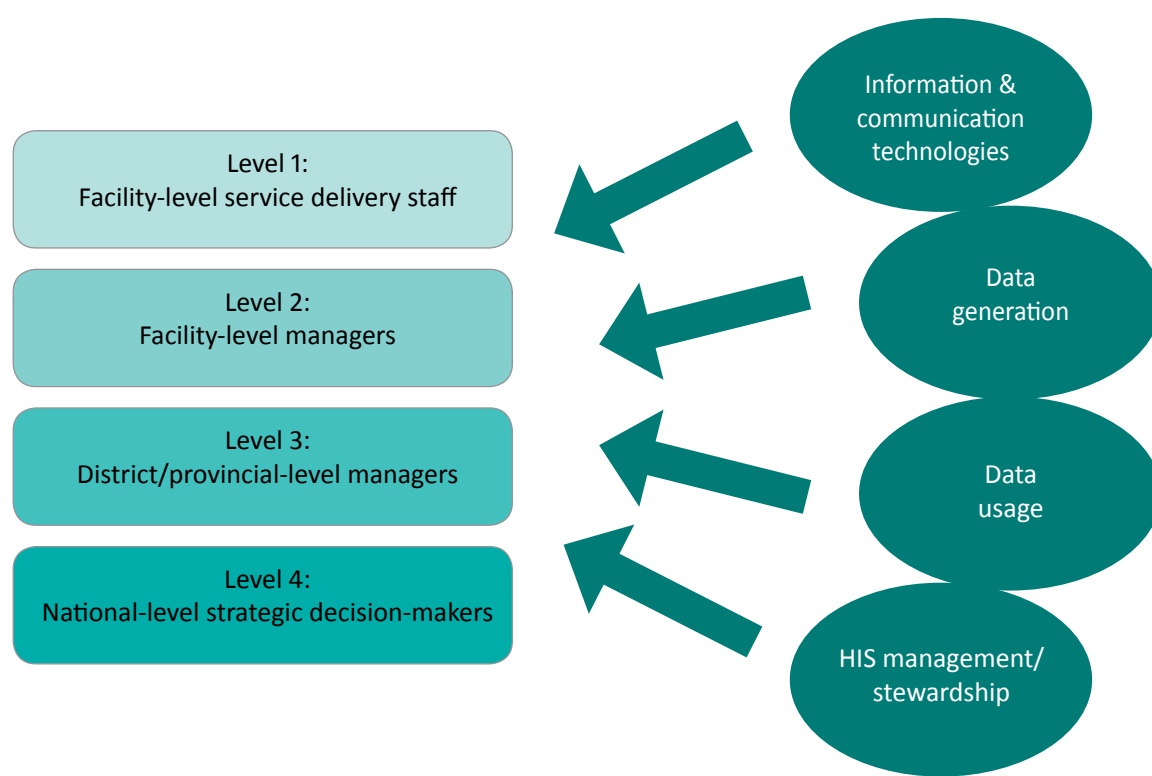 Level 1:
Facility-level service delivery staff
Level 2:
Facility-level managers
Level 3:
District/provincial-level managers
Level 4:
National-level strategic decision-makers
Information &
communication
technologies
Data
generation
Data
usage
HIS management/
stewardship